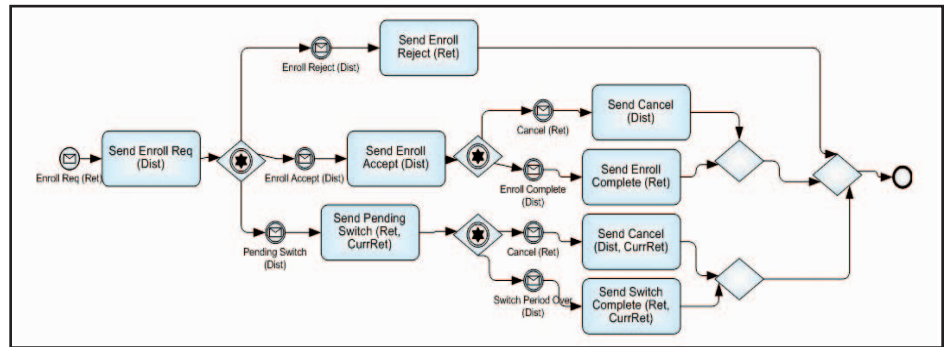 Send Enroll
Reject (Ret)
Enroll Reject (Dist)
Send Cancel
(Dist)
Cancel (Ret)
Send Enroll Req
(Dist)
Enroll Req (Ret)
Send Enroll
Accept (Dist)
Enroll Accept (Dist)
Send Enroll
Complete (Ret)
Enroll Complete
(Dist)
Send Pending
Switch (Ret,
CurrRet)
Pending Switch
(Dist)
Send Cancel
(Dist, CurrRet)
Cancel (Ret)
Send Switch
Complete (Ret,
CurrRet)
Switch Period Over
(Dist)